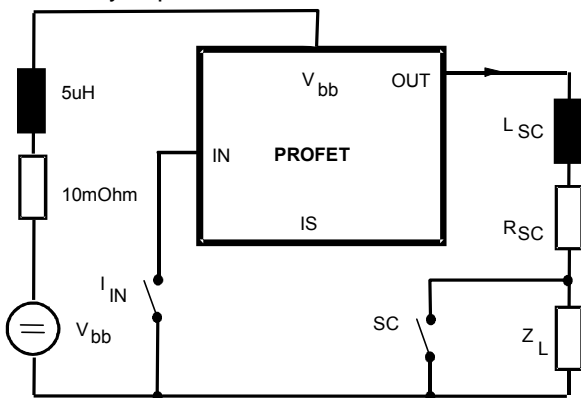 5uH
10mOhm
V bb
IN
V bb
OUT
PROFET
IS
I IN
SC
L SC
R SC
Z L